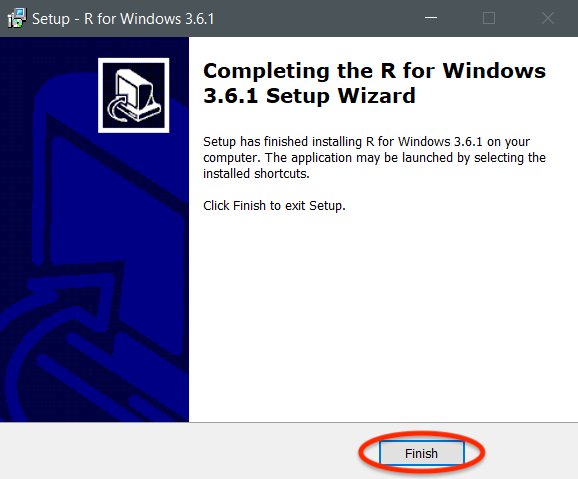 Setup - R for Windows 3.6.1
Completing the R for Windows
3.6.1 Setup Wizard
Setup has finished installing R for Windows 3.6.1 on your
computer. The application may be launched by selecting the
installed shortcuts.
Click Finish to exit Setup.
Finish